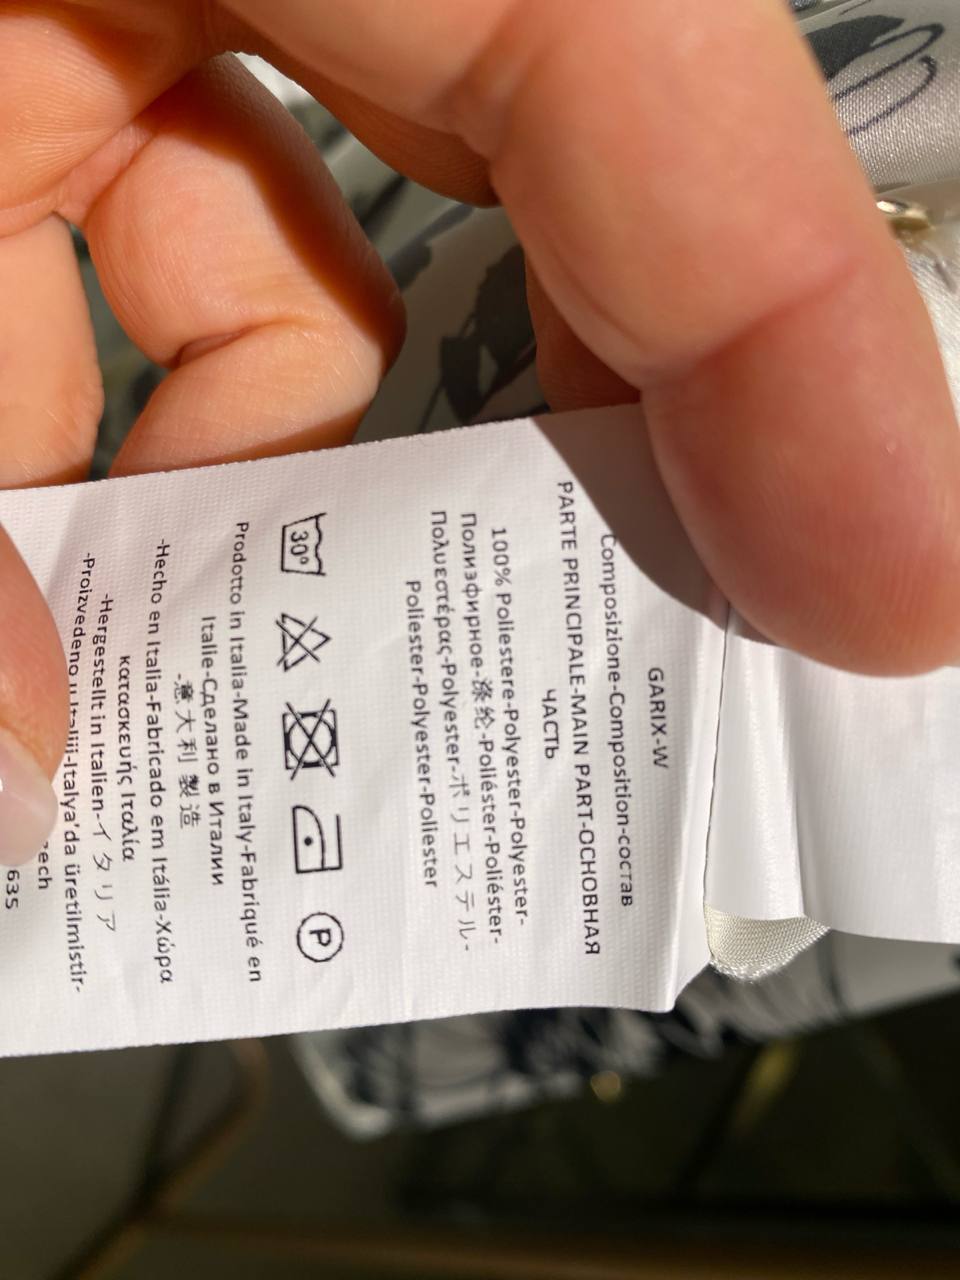 GARIX-W
Composizione-Composition-состав
PARTE PRINCIPALE-MAIN PART-ОСНОВНАЯ
ЧАСТЬ
100% Poliestere-Polyester-Polyester-
Полиэфирное-涤纶-Poliéster-Poliéster-
Πολυεστέρας-Polyester-ポリエステル-
Poliester-Polyester-Poliester
30°
P
Prodotto in Italia-Made in Italy-Fabriqué en
Italie-Сделано в Италии
-意大利製造
-Hecho en Italia-Fabricado em Itália-Χώρα
κατασκευής Ιταλία
-Hergestellt in Italien-イタリア
-Proizvedeno u Italiji-Italya'da üretilmistir-
635